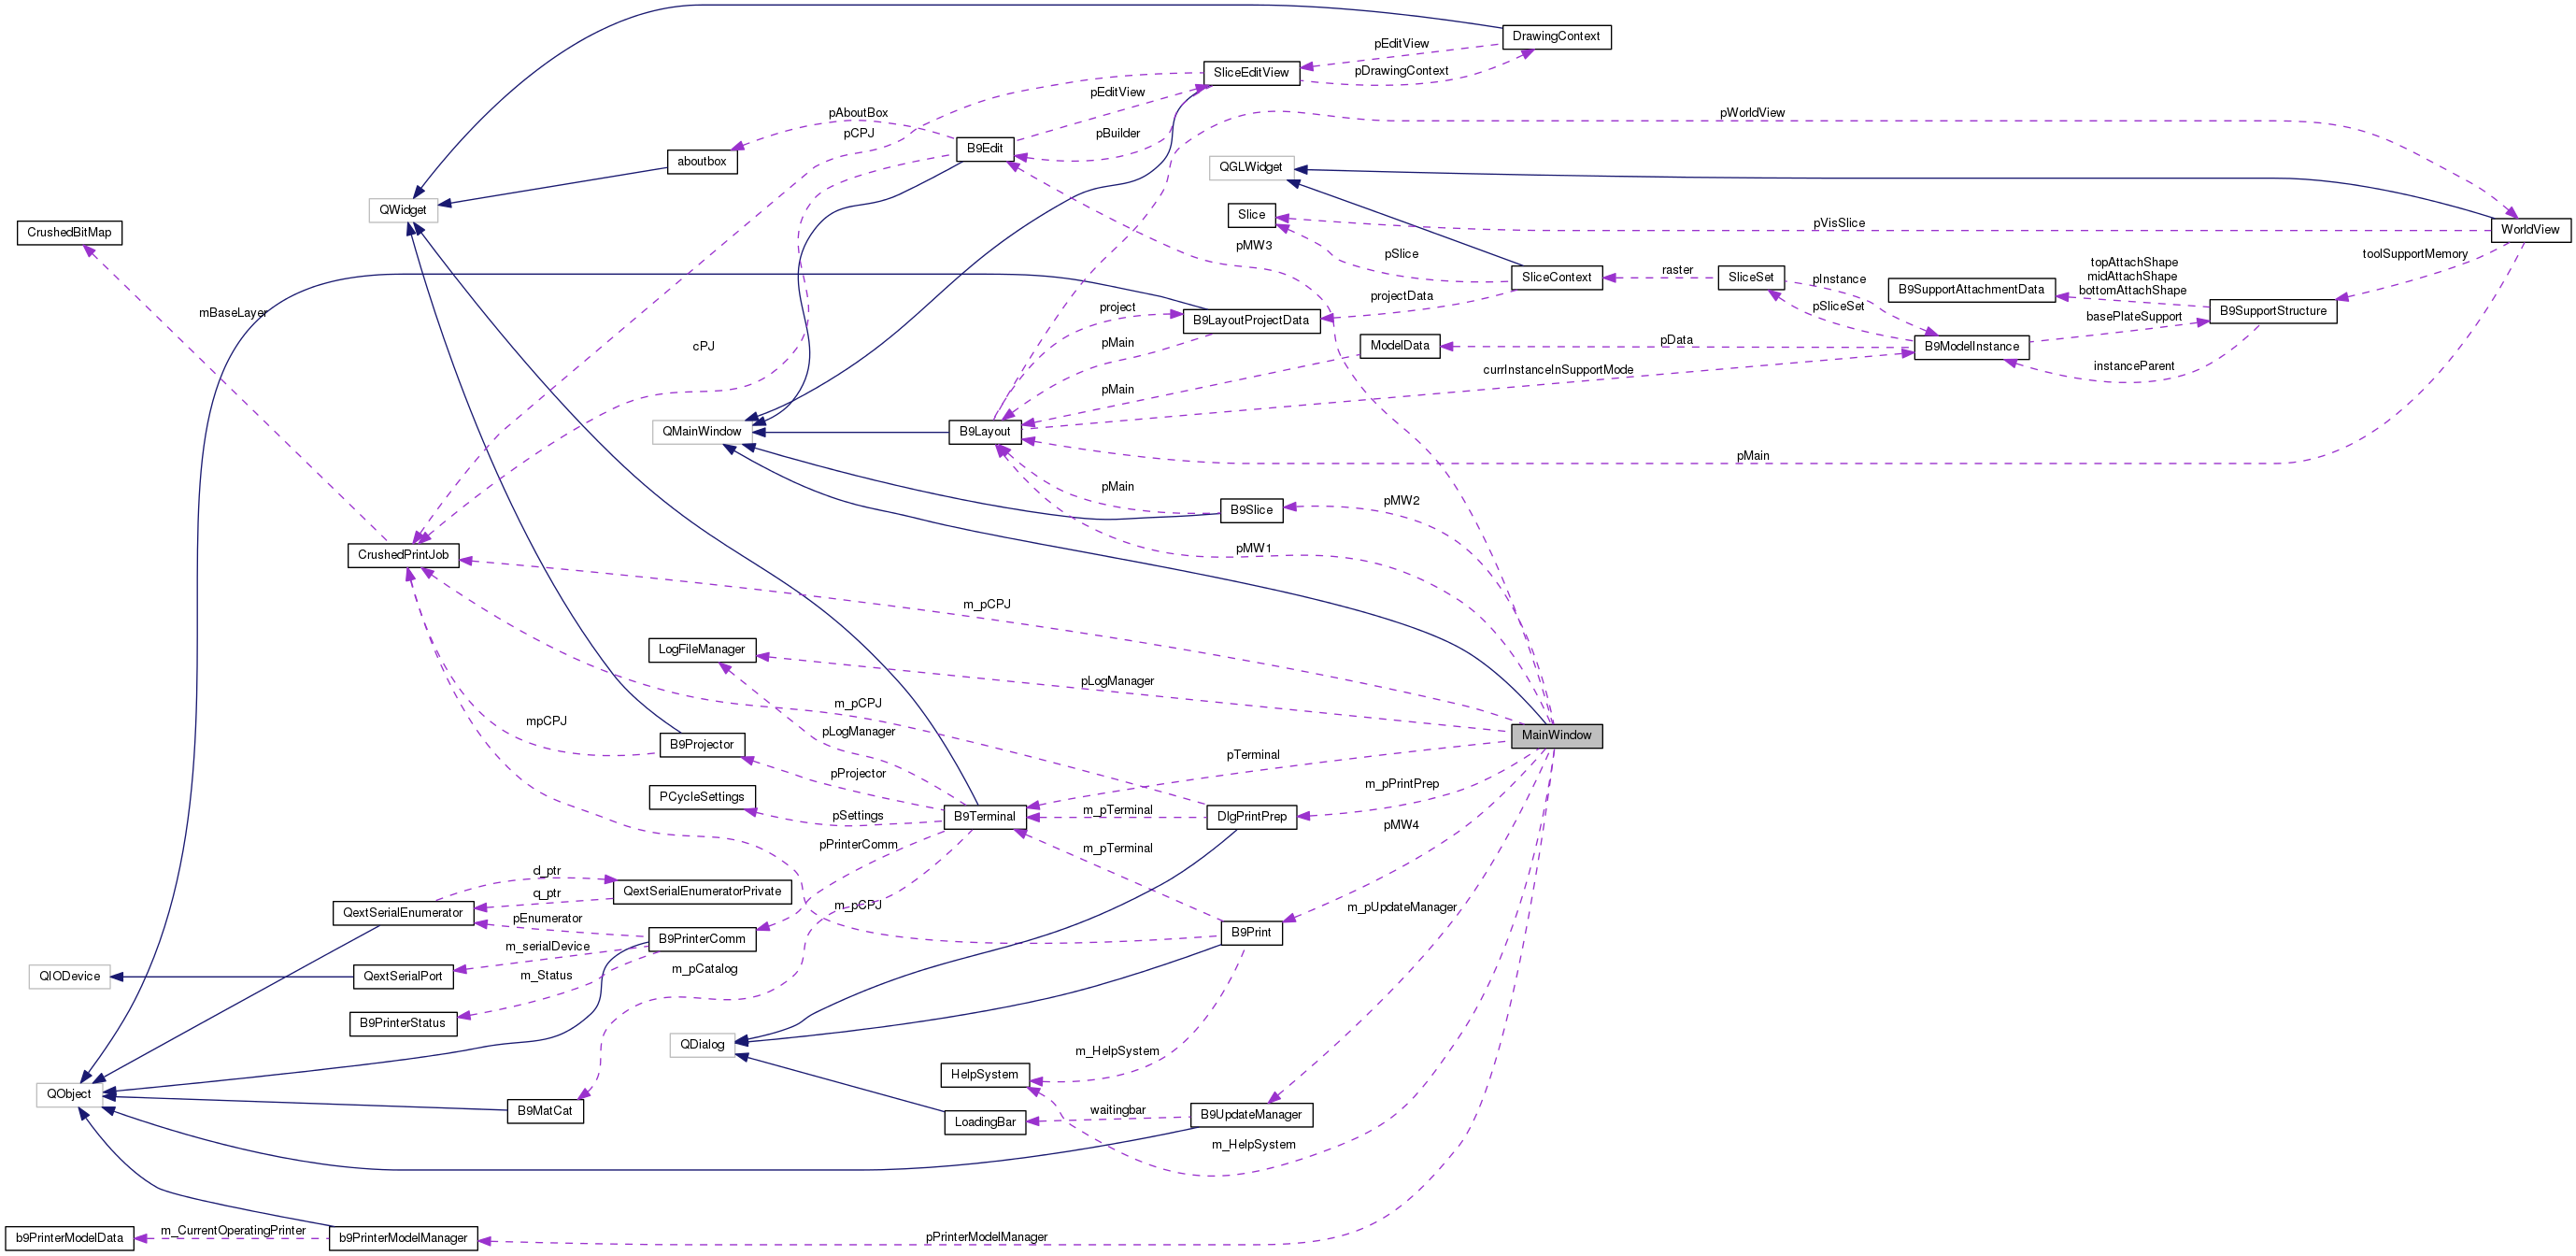 DrawingContext
pEditView
SliceEditView
pDrawingContext
pEditView
pAboutBox
pWorldView
pCPJ
pBuilder
B9Edit
aboutbox
QGLWidget
QWidget
Slice
pVisSlice
WorldView
CrushedBitMap
pMW3
pSlice
toolSupportMemory
topAttachShape
midAttachShape
bottomAttachShape
raster
SliceContext
SliceSet
pInstance
B9SupportAttachmentData
projectData
project
pSliceSet
mBaseLayer
B9LayoutProjectData
B9SupportStructure
basePlateSupport
cPJ
pMain
ModelData
pData
B9ModelInstance
currInstanceInSupportMode
instanceParent
pMain
QMainWindow
B9Layout
pMain
pMain
pMW2
B9Slice
pMW1
CrushedPrintJob
m_pCPJ
LogFileManager
pLogManager
m_pCPJ
mpCPJ
pLogManager
MainWindow
B9Projector
pTerminal
pProjector
m_pPrintPrep
PCycleSettings
pSettings
m_pTerminal
B9Terminal
DlgPrintPrep
pMW4
pPrinterComm
m_pTerminal
d_ptr
QextSerialEnumeratorPrivate
q_ptr
m_pCPJ
m_pUpdateManager
QextSerialEnumerator
pEnumerator
B9PrinterComm
B9Print
m_serialDevice
m_pCatalog
QIODevice
QextSerialPort
m_Status
B9PrinterStatus
QDialog
m_HelpSystem
HelpSystem
QObject
B9MatCat
waitingbar
LoadingBar
B9UpdateManager
m_HelpSystem
b9PrinterModelData
m_CurrentOperatingPrinter
b9PrinterModelManager
pPrinterModelManager